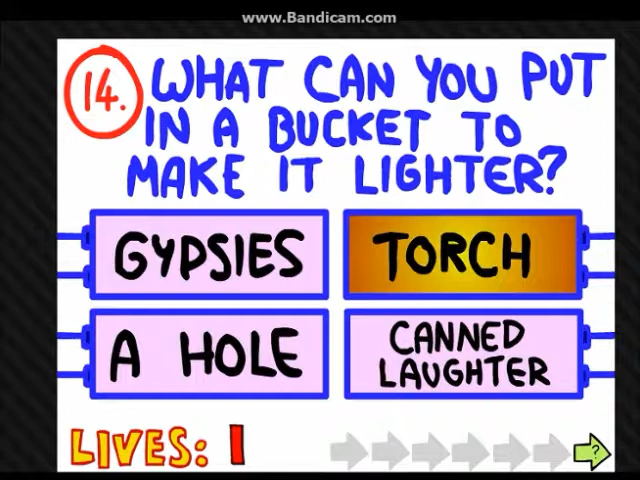 www.Bandicam.com
14.
WHAT CAN YOU PUT
IN A BUCKET TO
MAKE IT LIGHTER?
GYPSIES
TORCH
A HOLE
CANNED
LAUGHTER
LIVES: 1
?